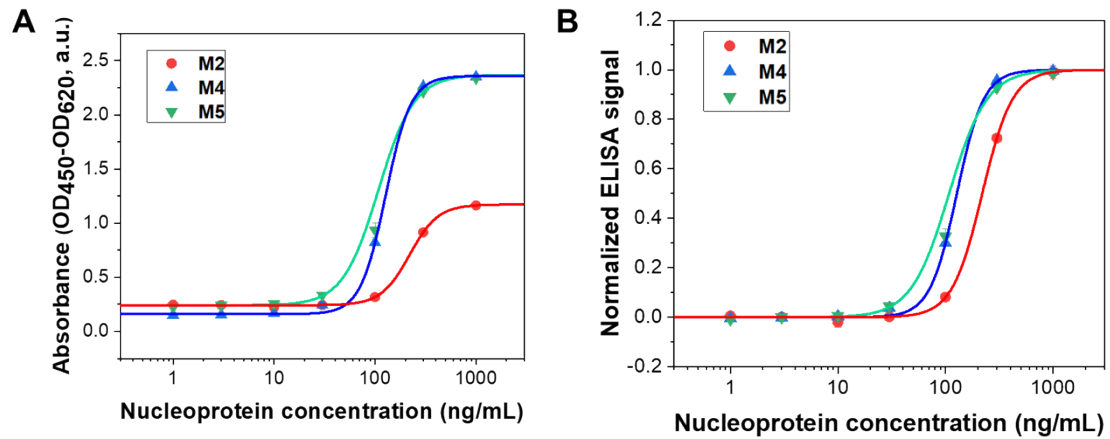 A
Absorbance (OD450-OD620, a.u.)
2.5
2.0
1.5
1.0
0.5
0.0
M2
M4
M5
1
10
100
1000
Nucleoprotein concentration (ng/mL)
B
Normalized ELISA signal
1.2
1.0
0.8
0.6
0.4
0.2
0.0
-0.2
M2
M4
M5
1
10
100
1000
Nucleoprotein concentration (ng/mL)